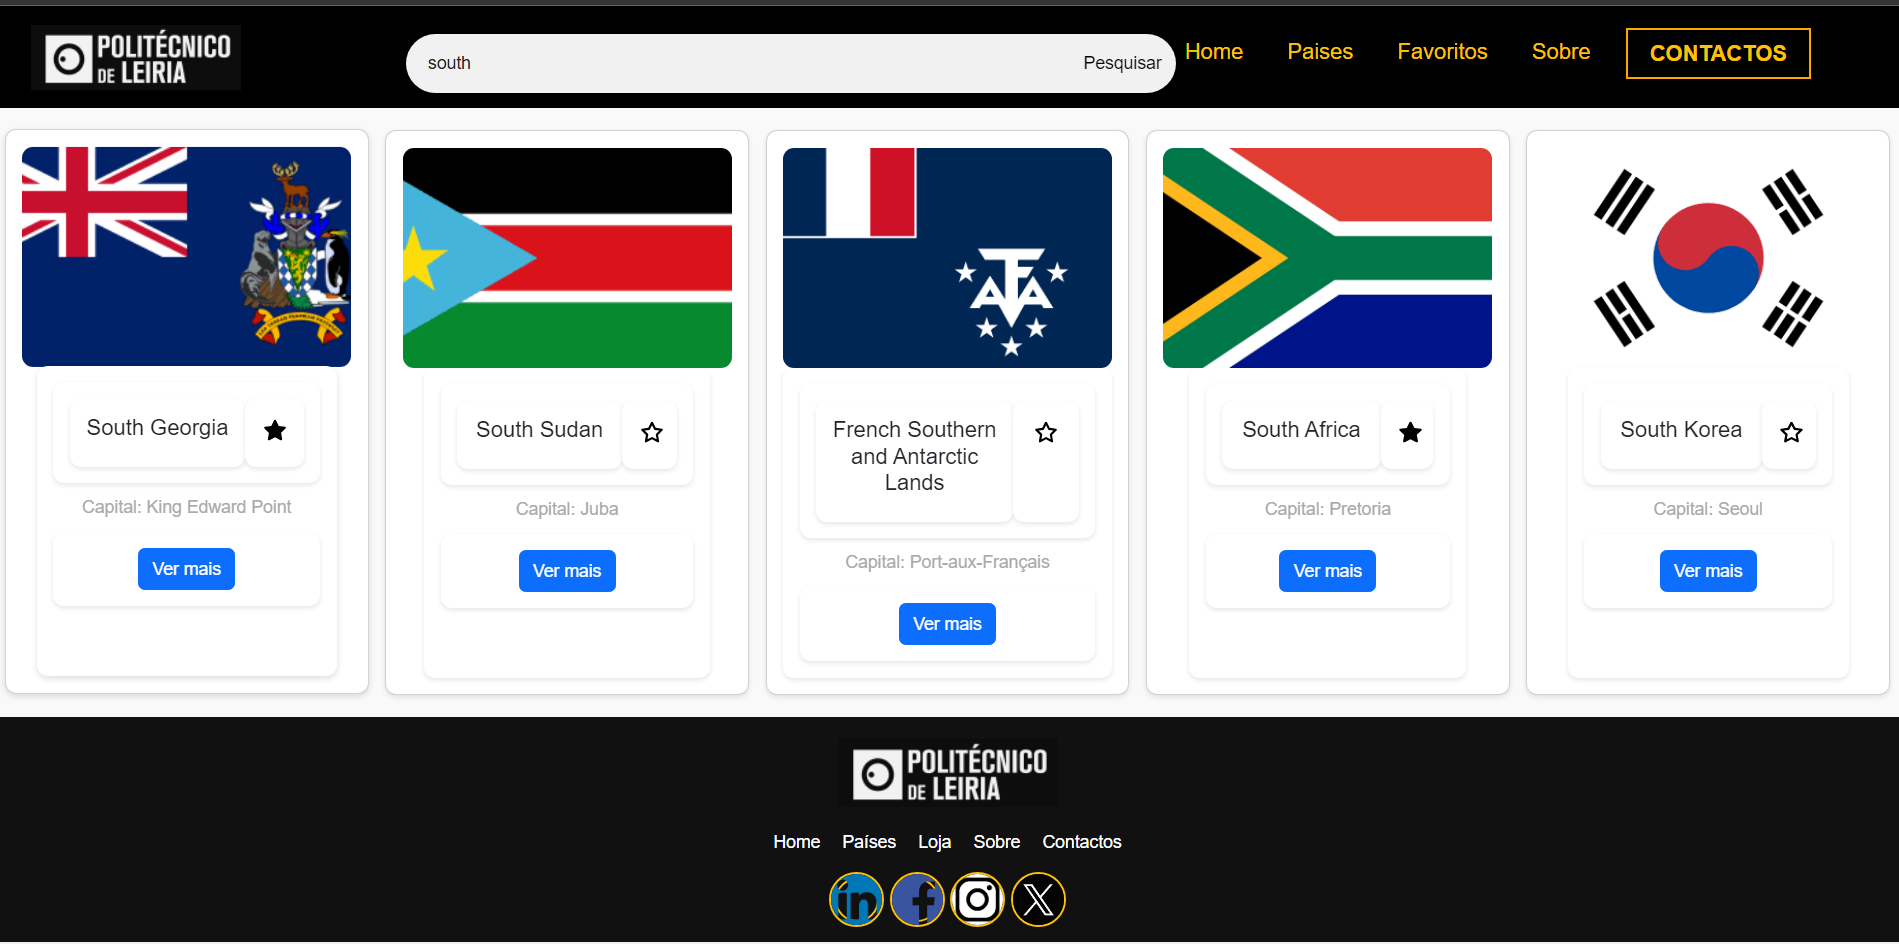 POLITÉCNICO
DE LEIRIA
south
Pesquisar
Home
Paises
Favoritos
Sobre
CONTACTOS
South Georgia
Capital: King Edward Point
Ver mais
South Sudan
Capital: Juba
Ver mais
French Southern
and Antarctic
Lands
Capital: Port-aux-Français
Ver mais
South Africa
Capital: Pretoria
Ver mais
South Korea
Capital: Seoul
Ver mais
POLITÉCNICO
DE LEIRIA
Home
Países
Loja
Sobre
Contactos